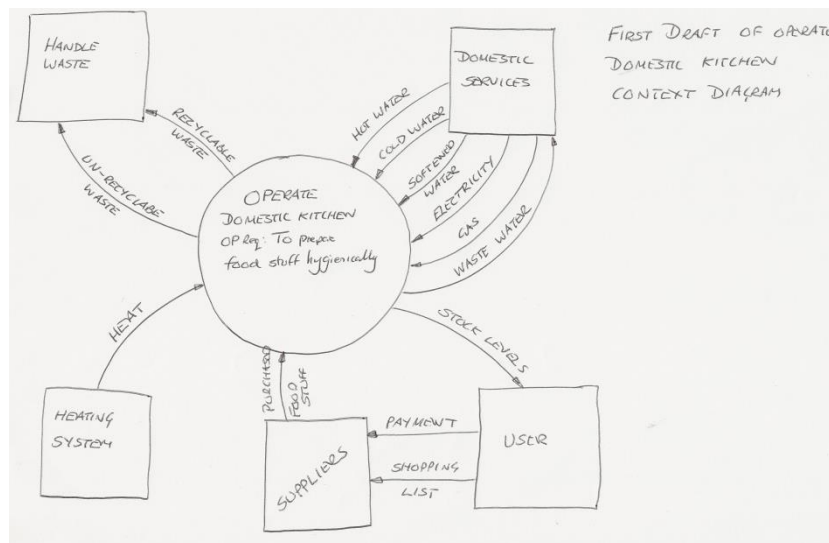 FIRST DRAFT OF OPERATE
DOMESTIC KITCHEN
CONTEXT DIAGRAM
HANDLE
WASTE
DOMESTIC
SERVICES
RECYCLABLE
WASTE
UN-RECYCLABE
WASTE
HOT WATER
COLD WATER
SOFTENED
WATER
ELECTRICITY
GAS
WASTE WATER
OPERATE
DOMESTIC KITCHEN
OP Req: To prepare
food stuff hygienically
HEAT
STOCK LEVELS
PURCHASED
FOOD
STUFF
HEATING
SYSTEM
SUPPLIERS
PAYMENT
SHOPPING
LIST
USER